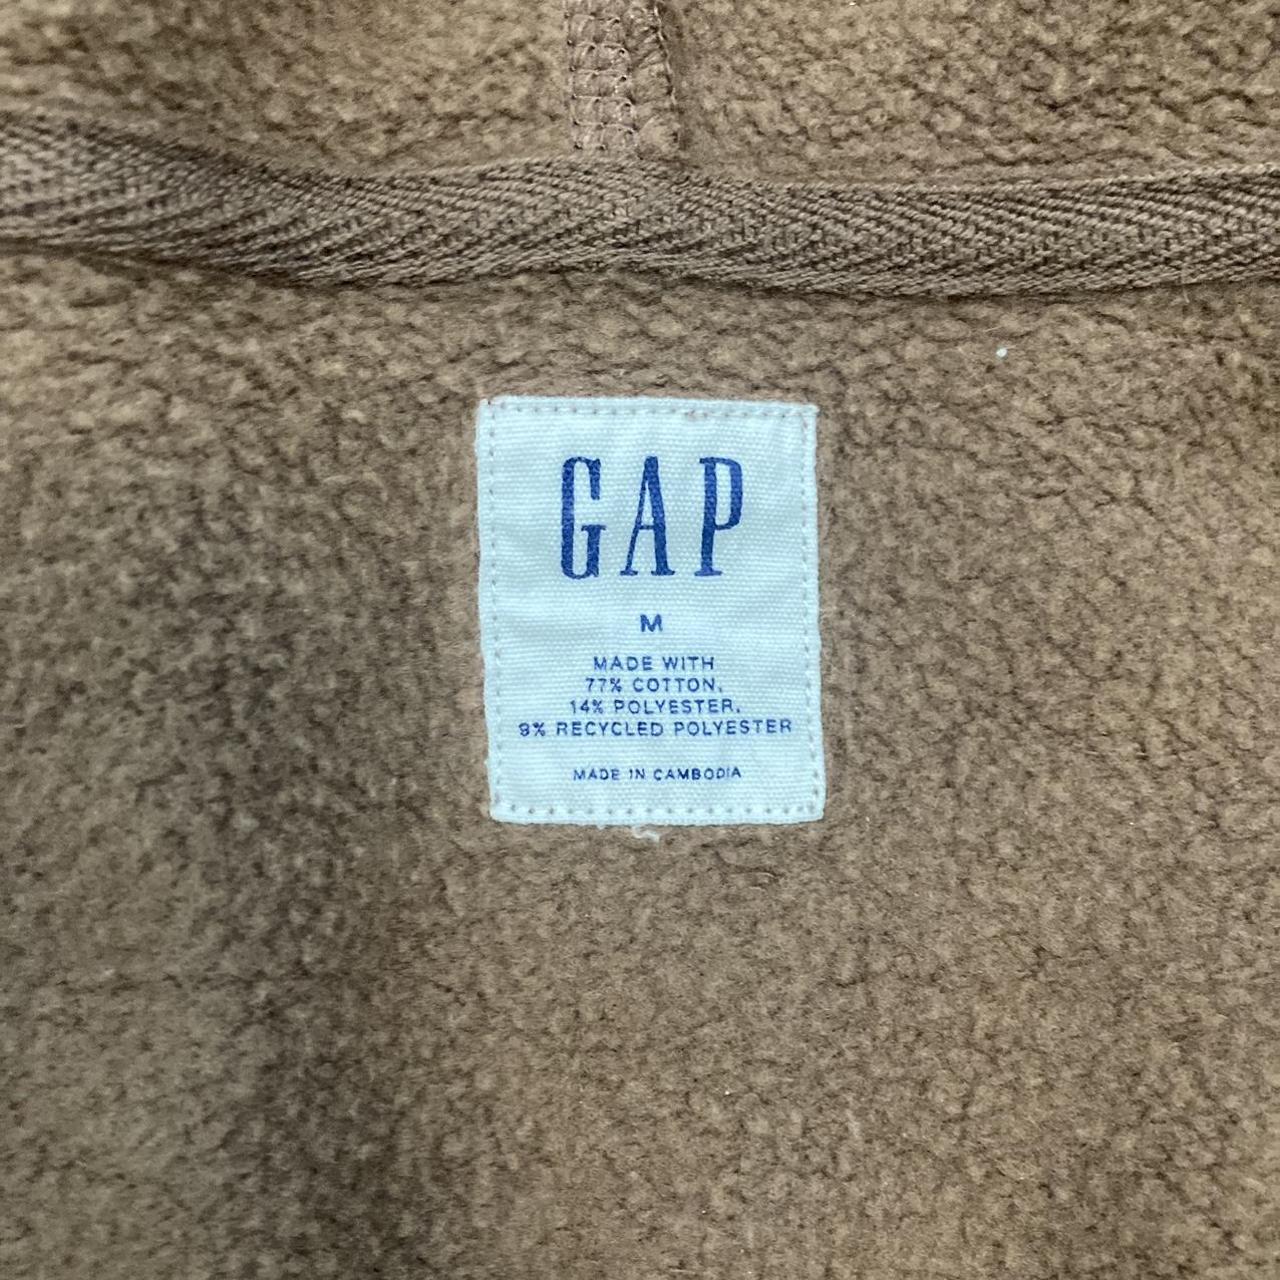 GAP
M
MADE WITH
77% COTTON,
14% POLYESTER,
9% RECYCLED POLYESTER
MADE IN CAMBODIA